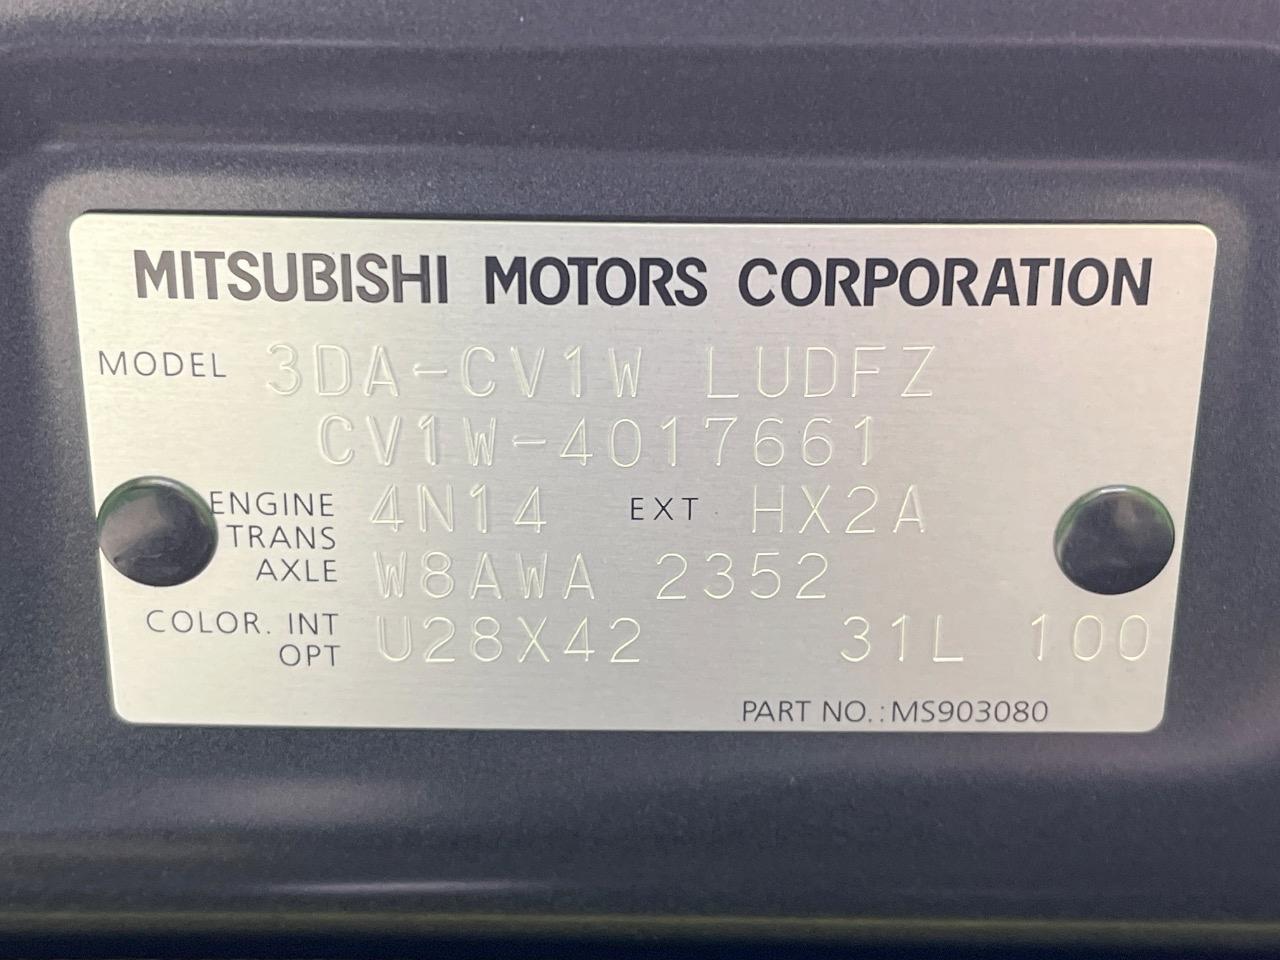 MITSUBISHI MOTORS CORPORATION
MODEL 3DA-CV1W LUDFZ
CV1W-4017661
ENGINE 4N14 EXT HX2A
TRANS
AXLE W8AWA 2352
COLOR. INT U28X42 31L 100
OPT
PART NO.:MS903080